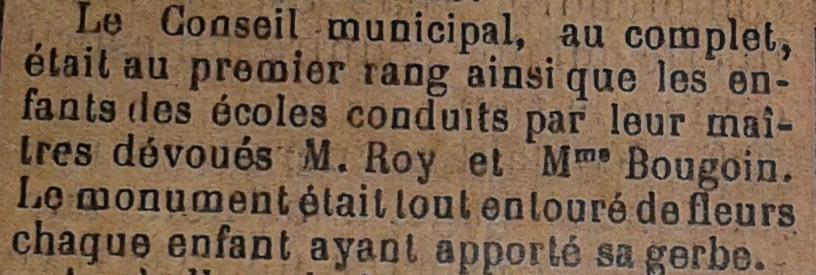 Le Conseil municipal, au complet,
était au premier rang ainsi que les en-
fants des écoles conduits par leur maî-
tres dévoués M. Roy et Mme Bougoin.
Le monument était tout entouré de fleurs
chaque enfant ayant apporté sa gerbe.